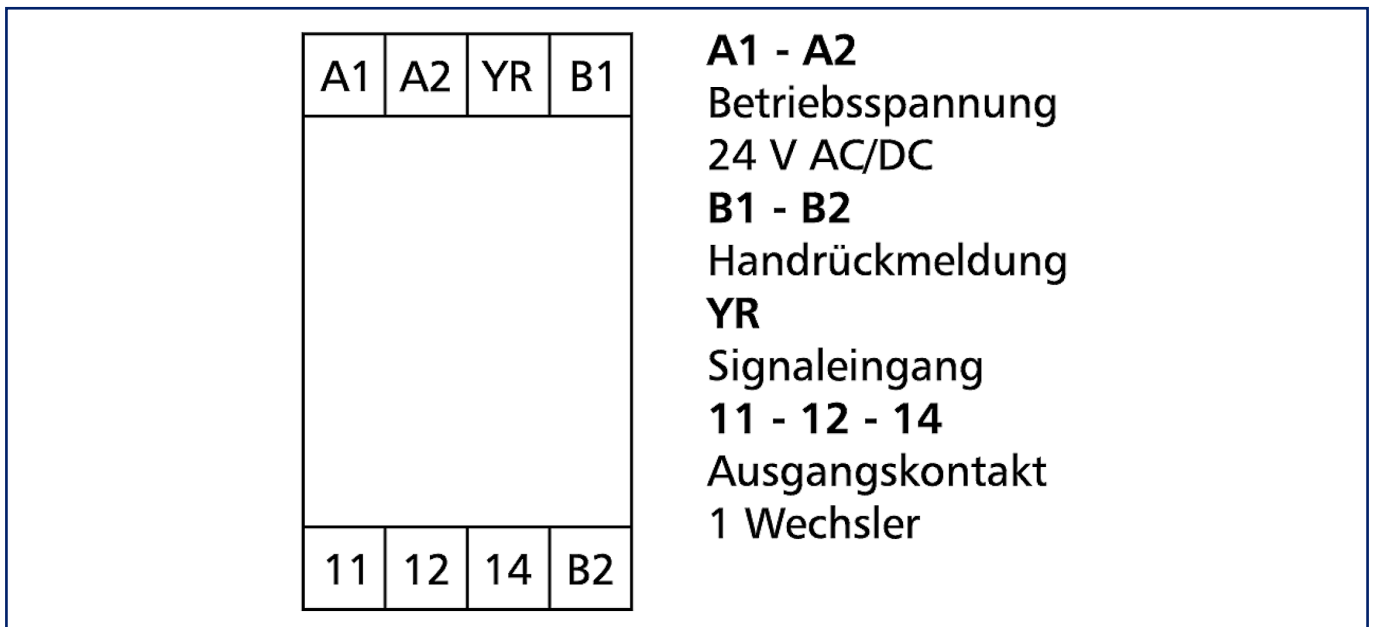 A1 A2 YR B1
11 12 14 B2
A1 - A2
Betriebsspannung
24 V AC/DC
B1 - B2
Handrückmeldung
YR
Signaleingang
11 - 12 - 14
Ausgangskontakt
1 Wechsler